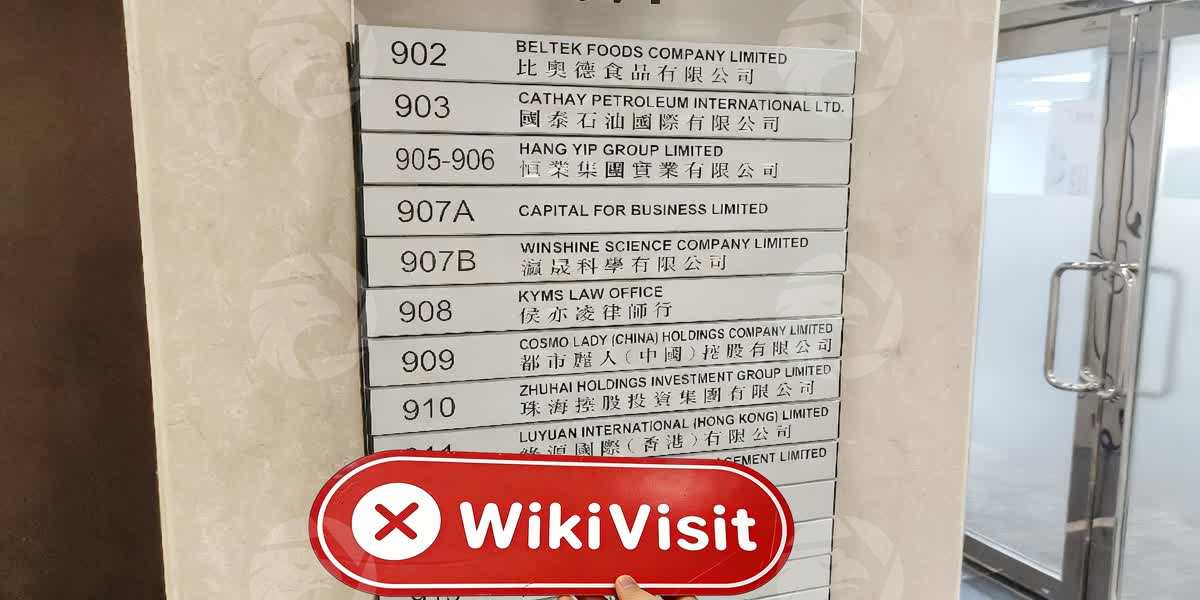 902
BELTEK FOODS COMPANY LIMITED
比奧德食品有限公司
903
CATHAY PETROLEUM INTERNATIONAL LTD.
國泰石油國際有限公司
905-906
HANG YIP GROUP LIMITED
恒業集團實業有限公司
907A
CAPITAL FOR BUSINESS LIMITED
907B
WINSHINE SCIENCE COMPANY LIMITED
瀛晟科學有限公司
908
KYMS LAW OFFICE
侯亦凌律師行
909
COSMO LADY (CHINA) HOLDINGS COMPANY LIMITED
都市麗人(中國)控股有限公司
910
ZHUHAI HOLDINGS INVESTMENT GROUP LIMITED
珠海控股投資集團有限公司
LUYUAN INTERNATIONAL (HONG KONG) LIMITED
綠源國際(香港)有限公司
LIMITED
WikiVisit